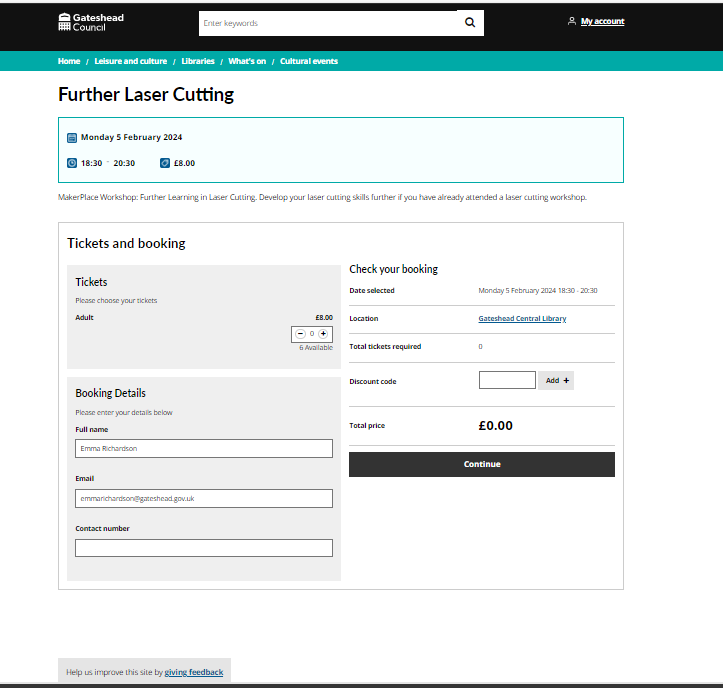 Gateshead
Council
Enter keywords
My account
Home / Leisure and culture / Libraries / What's on / Cultural events
Further Laser Cutting
Monday 5 February 2024
18:30 - 20:30 £8.00
MakerPlace Workshop: Further Learning in Laser Cutting. Develop your laser cutting skills further if you have already attended a laser cutting workshop.
Tickets and booking
Tickets
Please choose your tickets
Adult £8.00
− 0 +
6 Available
Booking Details
Please enter your details below
Full name
Emma Richardson
Email
emmarichardson@gateshead.gov.uk
Contact number
Check your booking
Date selected Monday 5 February 2024 18:30 - 20:30
Location Gateshead Central Library
Total tickets required 0
Discount code Add +
Total price £0.00
Continue
Help us improve this site by giving feedback